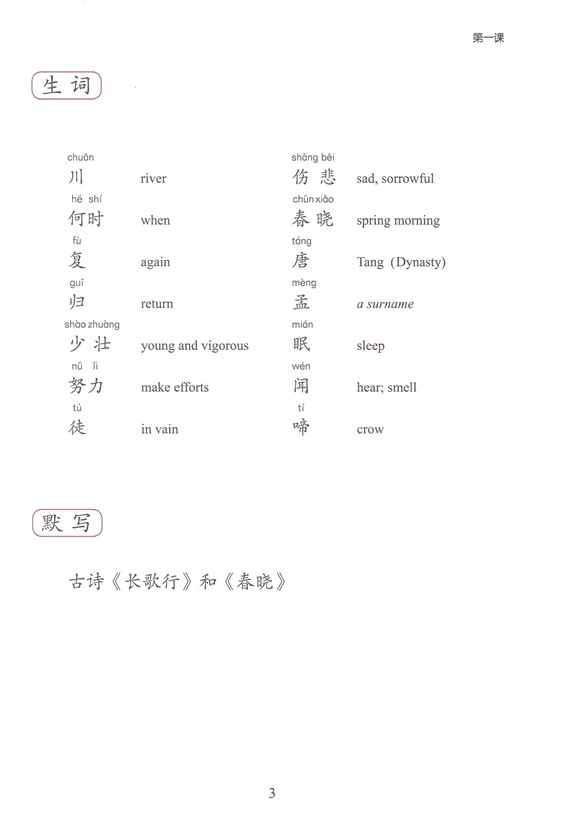 第一课
生词
chuān shāng bēi
川 river 伤悲 sad, sorrowful
hé shí chūn xiǎo
何时 when 春晓 spring morning
fù táng
复 again 唐 Tang (Dynasty)
guī mèng
归 return 孟 a surname
shào zhuàng mián
少壮 young and vigorous 眠 sleep
nǔ lì wén
努力 make efforts 闻 hear; smell
tú tí
徒 in vain 啼 crow
默写
古诗《长歌行》和《春晓》
3